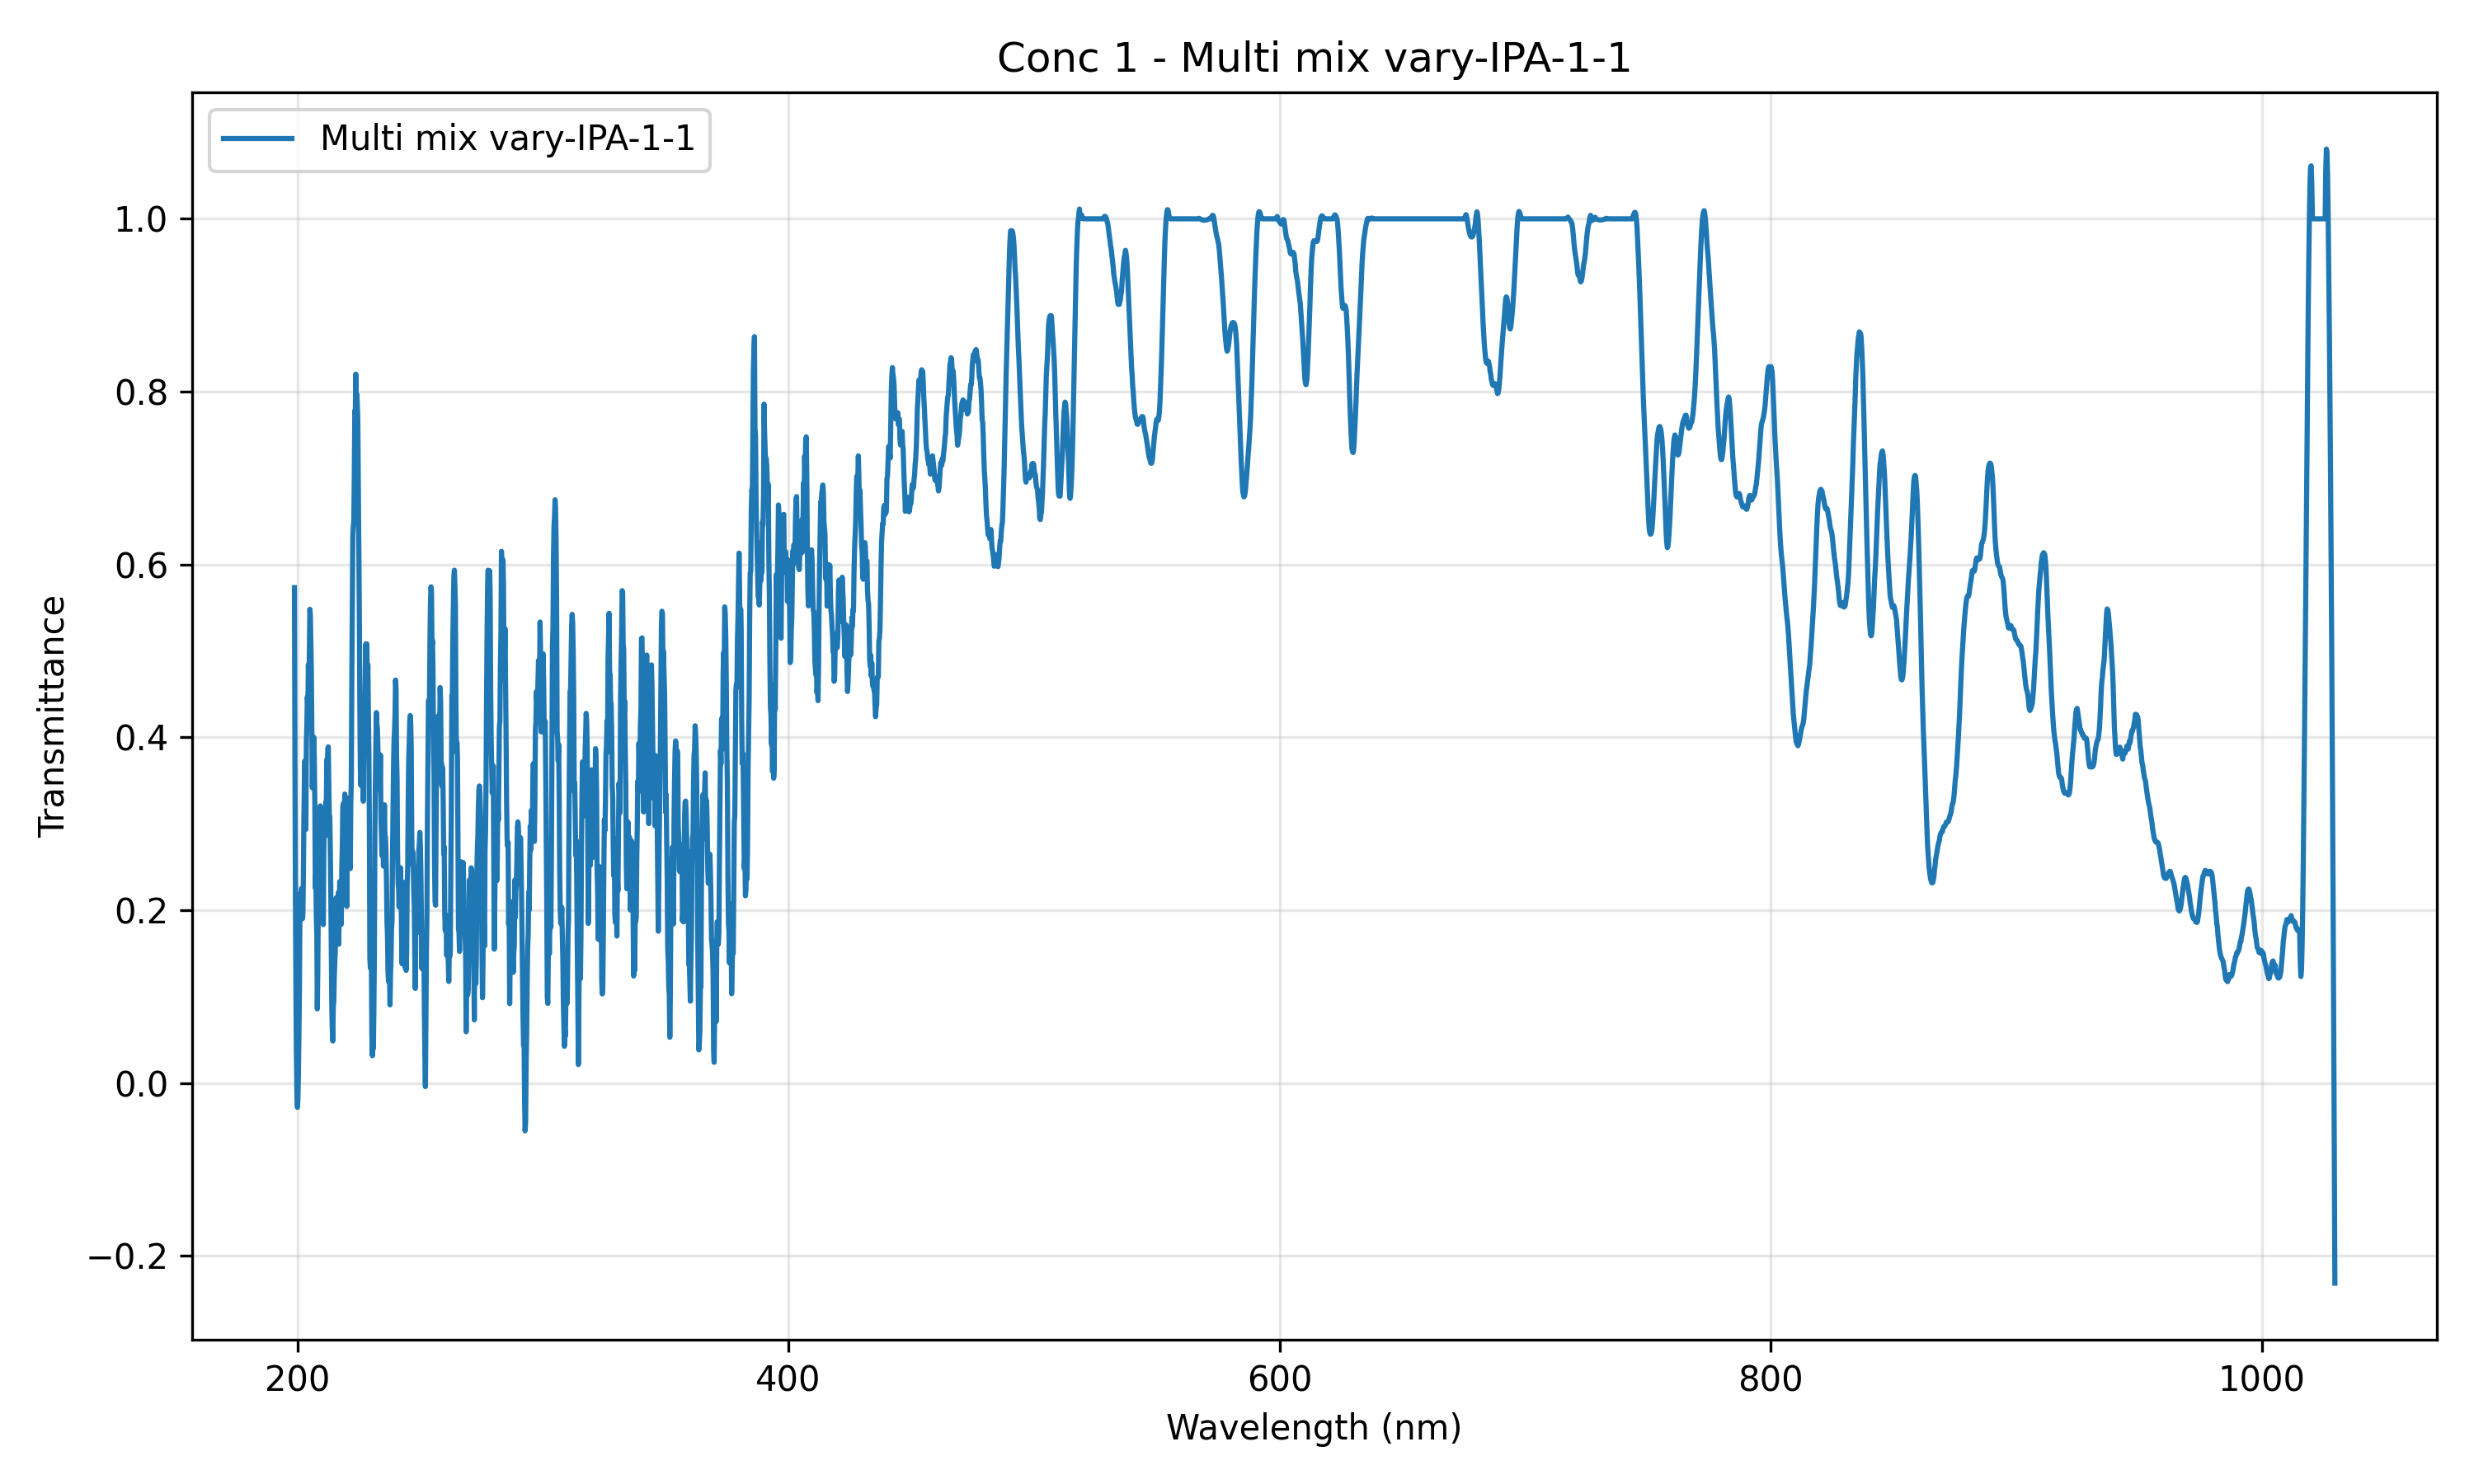 Conc 1 - Multi mix vary-IPA-1-1
Multi mix vary-IPA-1-1
Transmittance
1.0
0.8
0.6
0.4
0.2
0.0
−0.2
200 400 600 800 1000
Wavelength (nm)